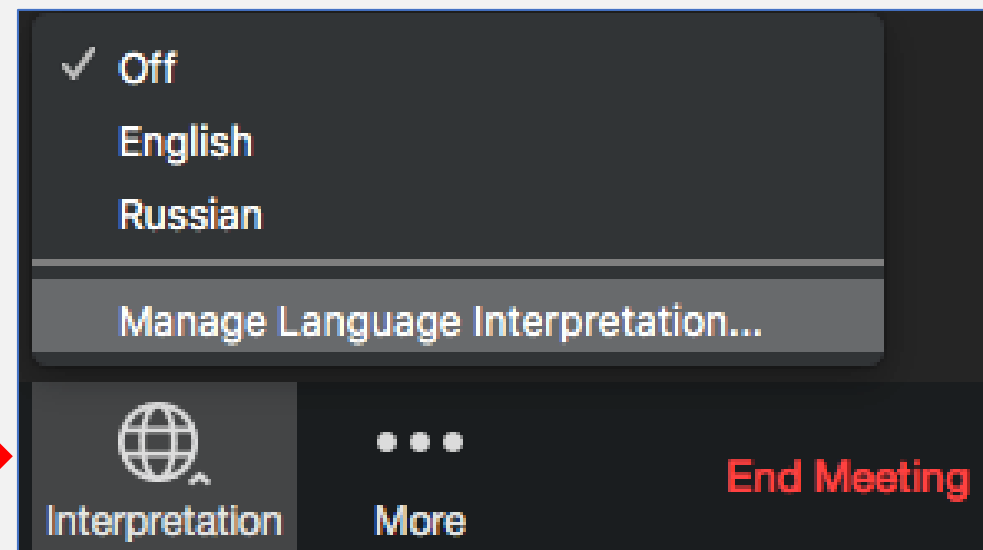 Off
English
Russian
Manage Language Interpretation...
Interpretation
More
End Meeting